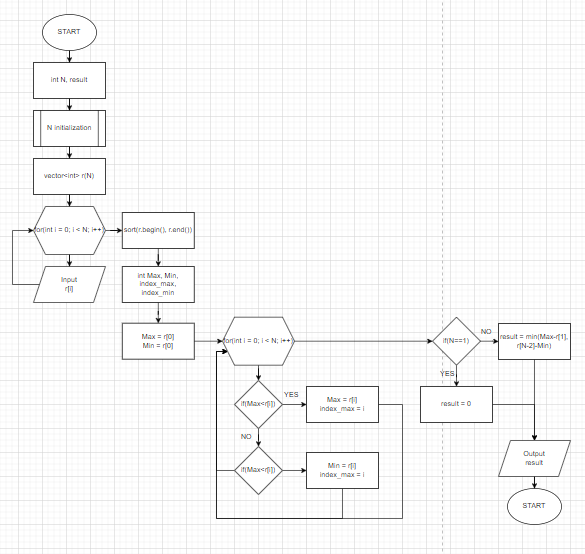 START
int N, result
N initialization
vector<int> r(N)
for(int i = 0; i < N; i++)
Input
r[i]
sort(r.begin(), r.end())
int Max, Min,
index_max,
index_min
Max = r[0]
Min = r[0]
for(int i = 0; i < N; i++)
if(Max<r[i])
YES
Max = r[i]
index_max = i
NO
if(Max<r[i])
Min = r[i]
index_max = i
if(N==1)
NO
result = min(Max-r[1],
r[N-2]-Min)
YES
result = 0
Output
result
START